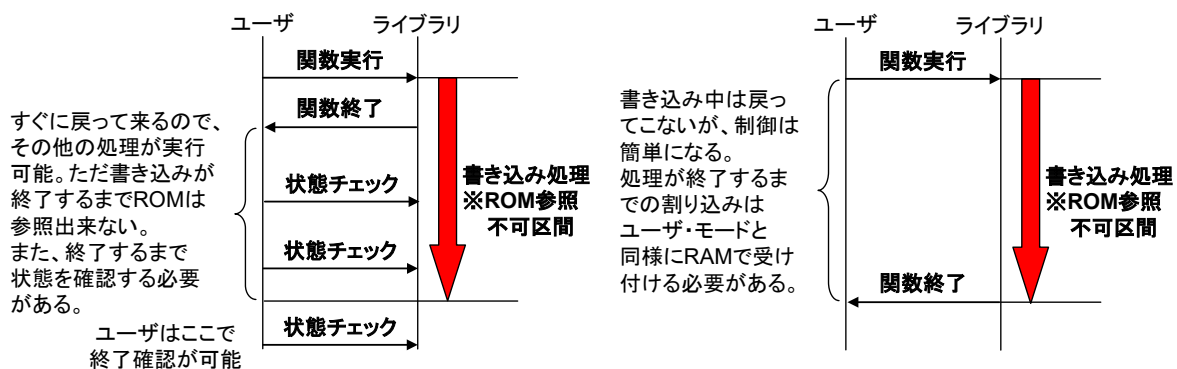 ユーザ
ライブラリ
関数実行
関数終了
すぐに戻って来るので、
その他の処理が実行
可能。ただ書き込みが
終了するまでROMは
参照出来ない。
また、終了するまで
状態を確認する必要
がある。
状態チェック
書き込み処理
※ROM参照
不可区間
状態チェック
状態チェック
ユーザはここで
終了確認が可能
ユーザ
ライブラリ
関数実行
書き込み中は戻っ
てこないが、制御は
簡単になる。
処理が終了するま
での割り込みは
ユーザ・モードと
同様にRAMで受け
付ける必要がある。
書き込み処理
※ROM参照
不可区間
関数終了